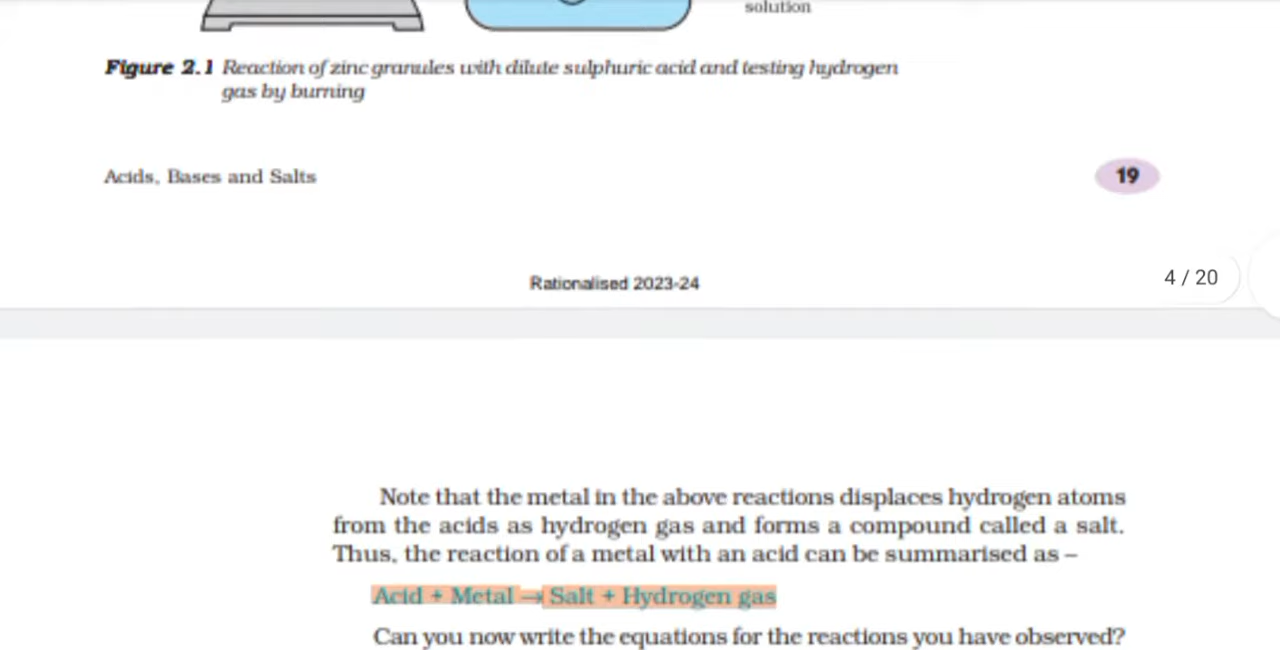 solution
Figure 2.1 Reaction of zinc granules with dilute sulphuric acid and testing hydrogen
gas by burning
Acids, Bases and Salts
19
Rationalised 2023-24
4 / 20
Note that the metal in the above reactions displaces hydrogen atoms
from the acids as hydrogen gas and forms a compound called a salt.
Thus, the reaction of a metal with an acid can be summarised as –
Acid + Metal → Salt + Hydrogen gas
Can you now write the equations for the reactions you have observed?